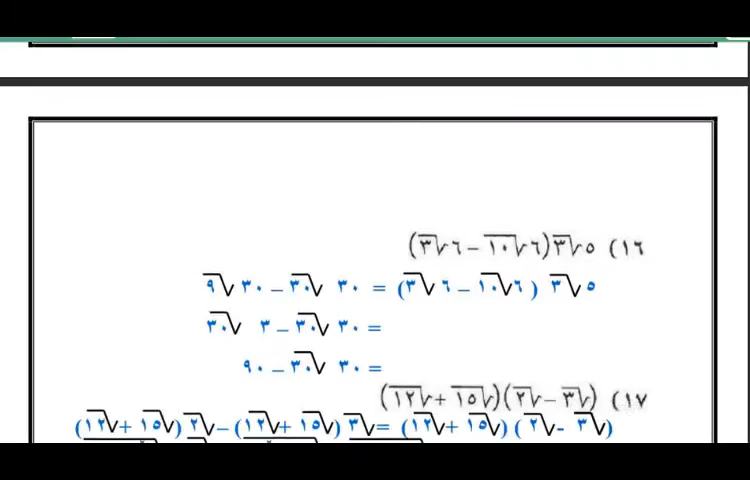 ١٦) ٥√٣(٦√١٠ − ٦√٣)
٥√٣ (٦√١٠ − ٦√٣) = ٣٠√٣٠ − ٣٠√٩
= ٣٠√٣٠ − ٣√٣٠
= ٣٠√٣٠ − ٩٠
١٧) (√٣ − √٢)(√١٥ + √١٢)
(√٣ - √٢) (√١٥ + √١٢) = √٣ (√١٥ + √١٢) − √٢ (√١٥ + √١٢)